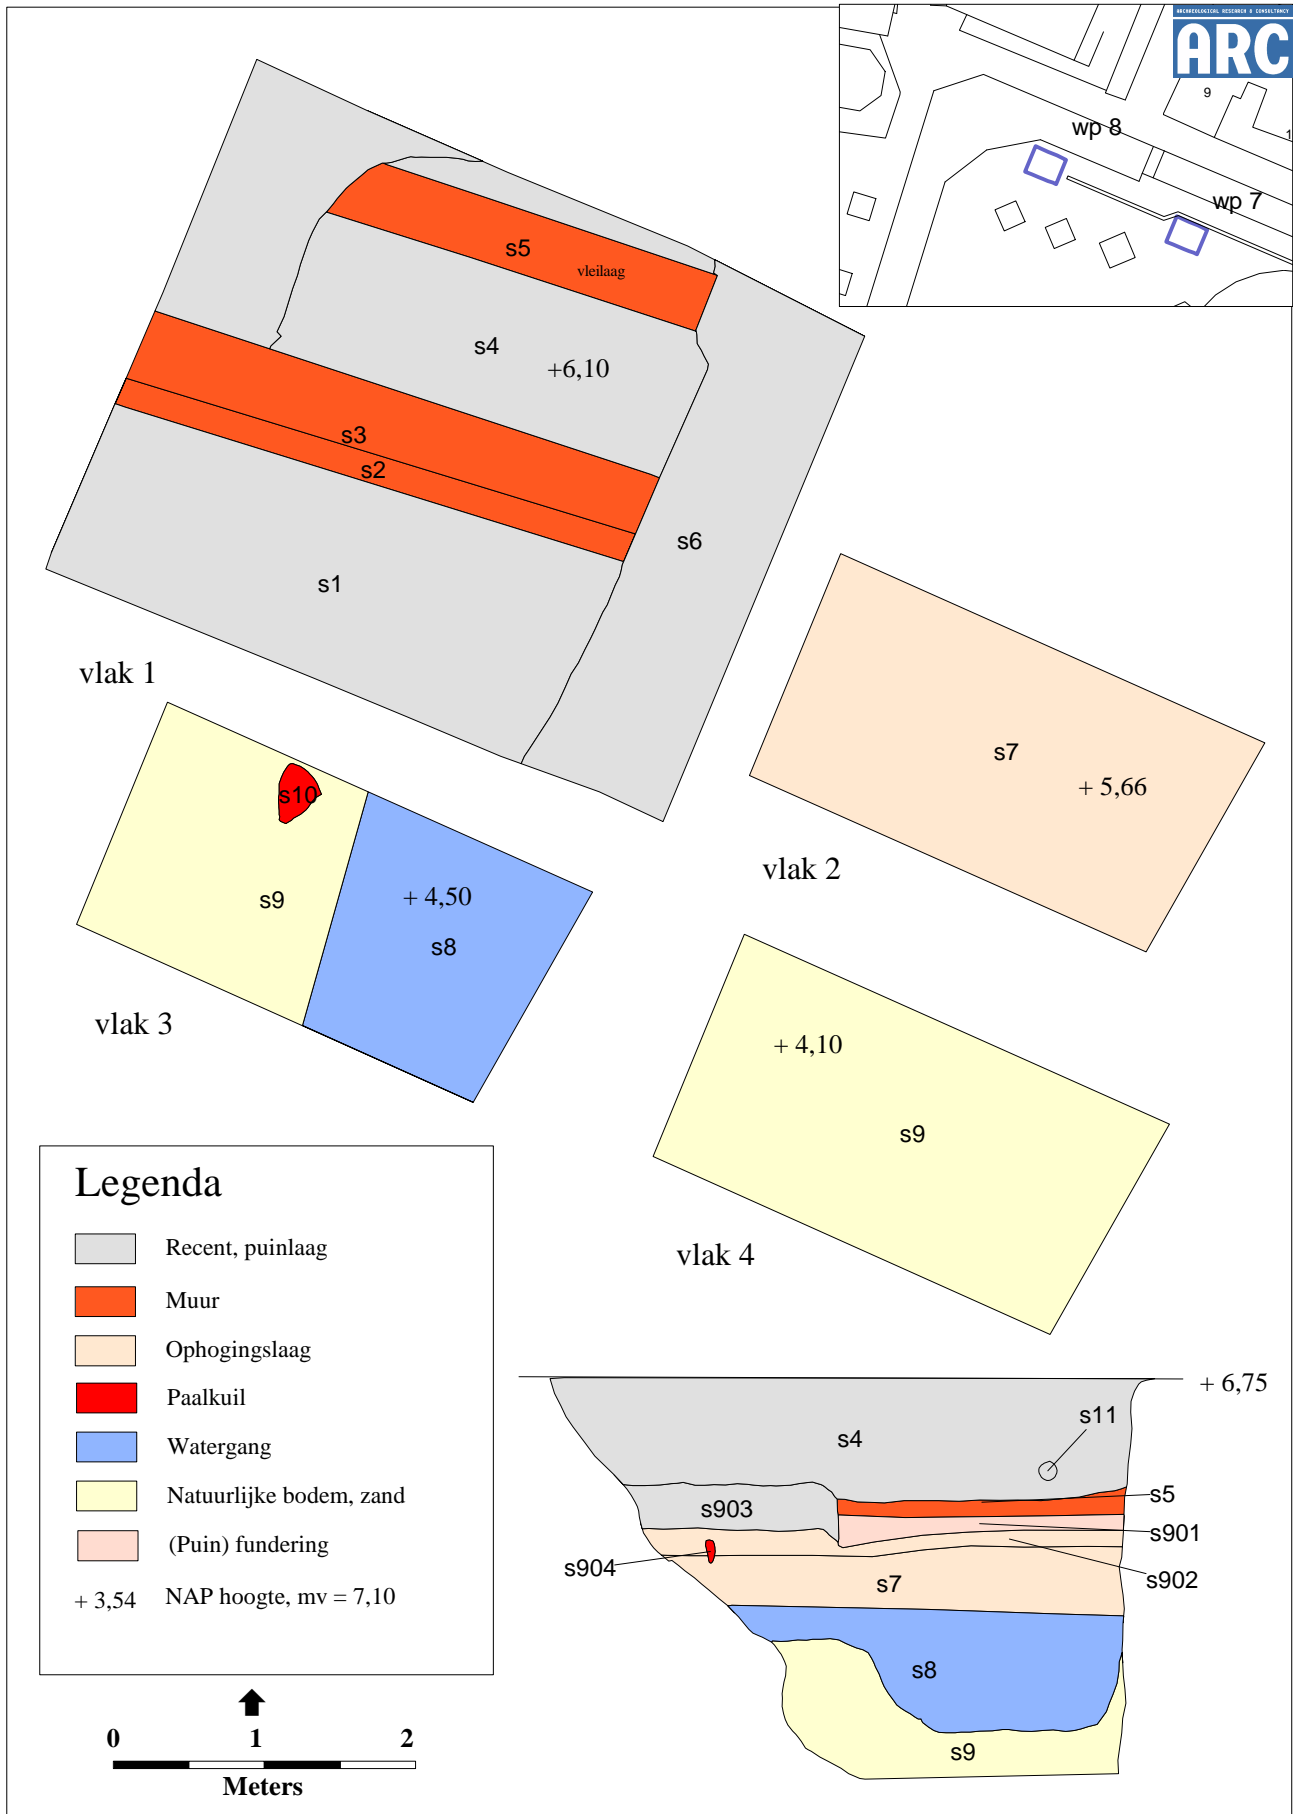 ARCHAEOLOGICAL RESEARCH & CONSULTANCY
ARC
9
1
wp 8
wp 7
s5
vleilaag
s4
+6,10
s3
s2
s6
s1
vlak 1
s7
+ 5,66
vlak 2
s10
s9
+ 4,50
s8
vlak 3
+ 4,10
s9
vlak 4
Legenda
Recent, puinlaag
Muur
Ophogingslaag
Paalkuil
Watergang
Natuurlijke bodem, zand
(Puin) fundering
+ 3,54 NAP hoogte, mv = 7,10
0 1 2
Meters
+ 6,75
s11
s4
s5
s903
s901
s904
s902
s7
s8
s9